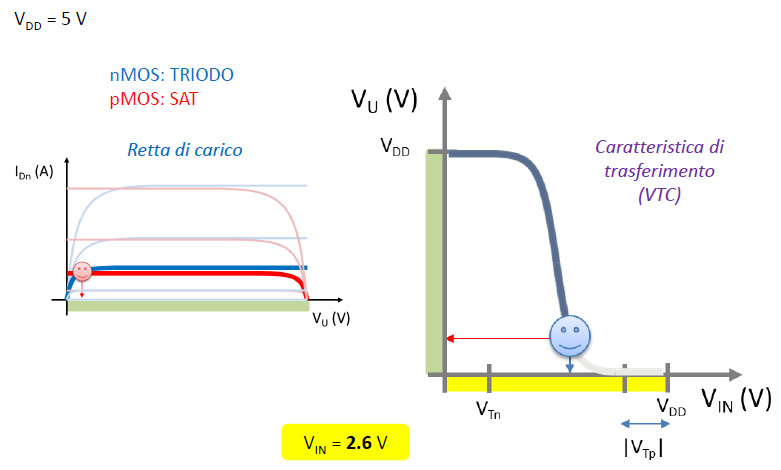 V_DD = 5 V
nMOS: TRIODO
pMOS: SAT
Retta di carico
I_Dn (A)
V_U (V)
V_U (V)
V_DD
Caratteristica di
trasferimento
(VTC)
V_Tn
V_DD
V_IN (V)
|V_Tp|
V_IN = 2.6 V